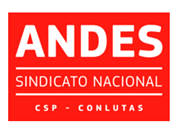 ANDES
SINDICATO NACIONAL
CSP - CONLUTAS